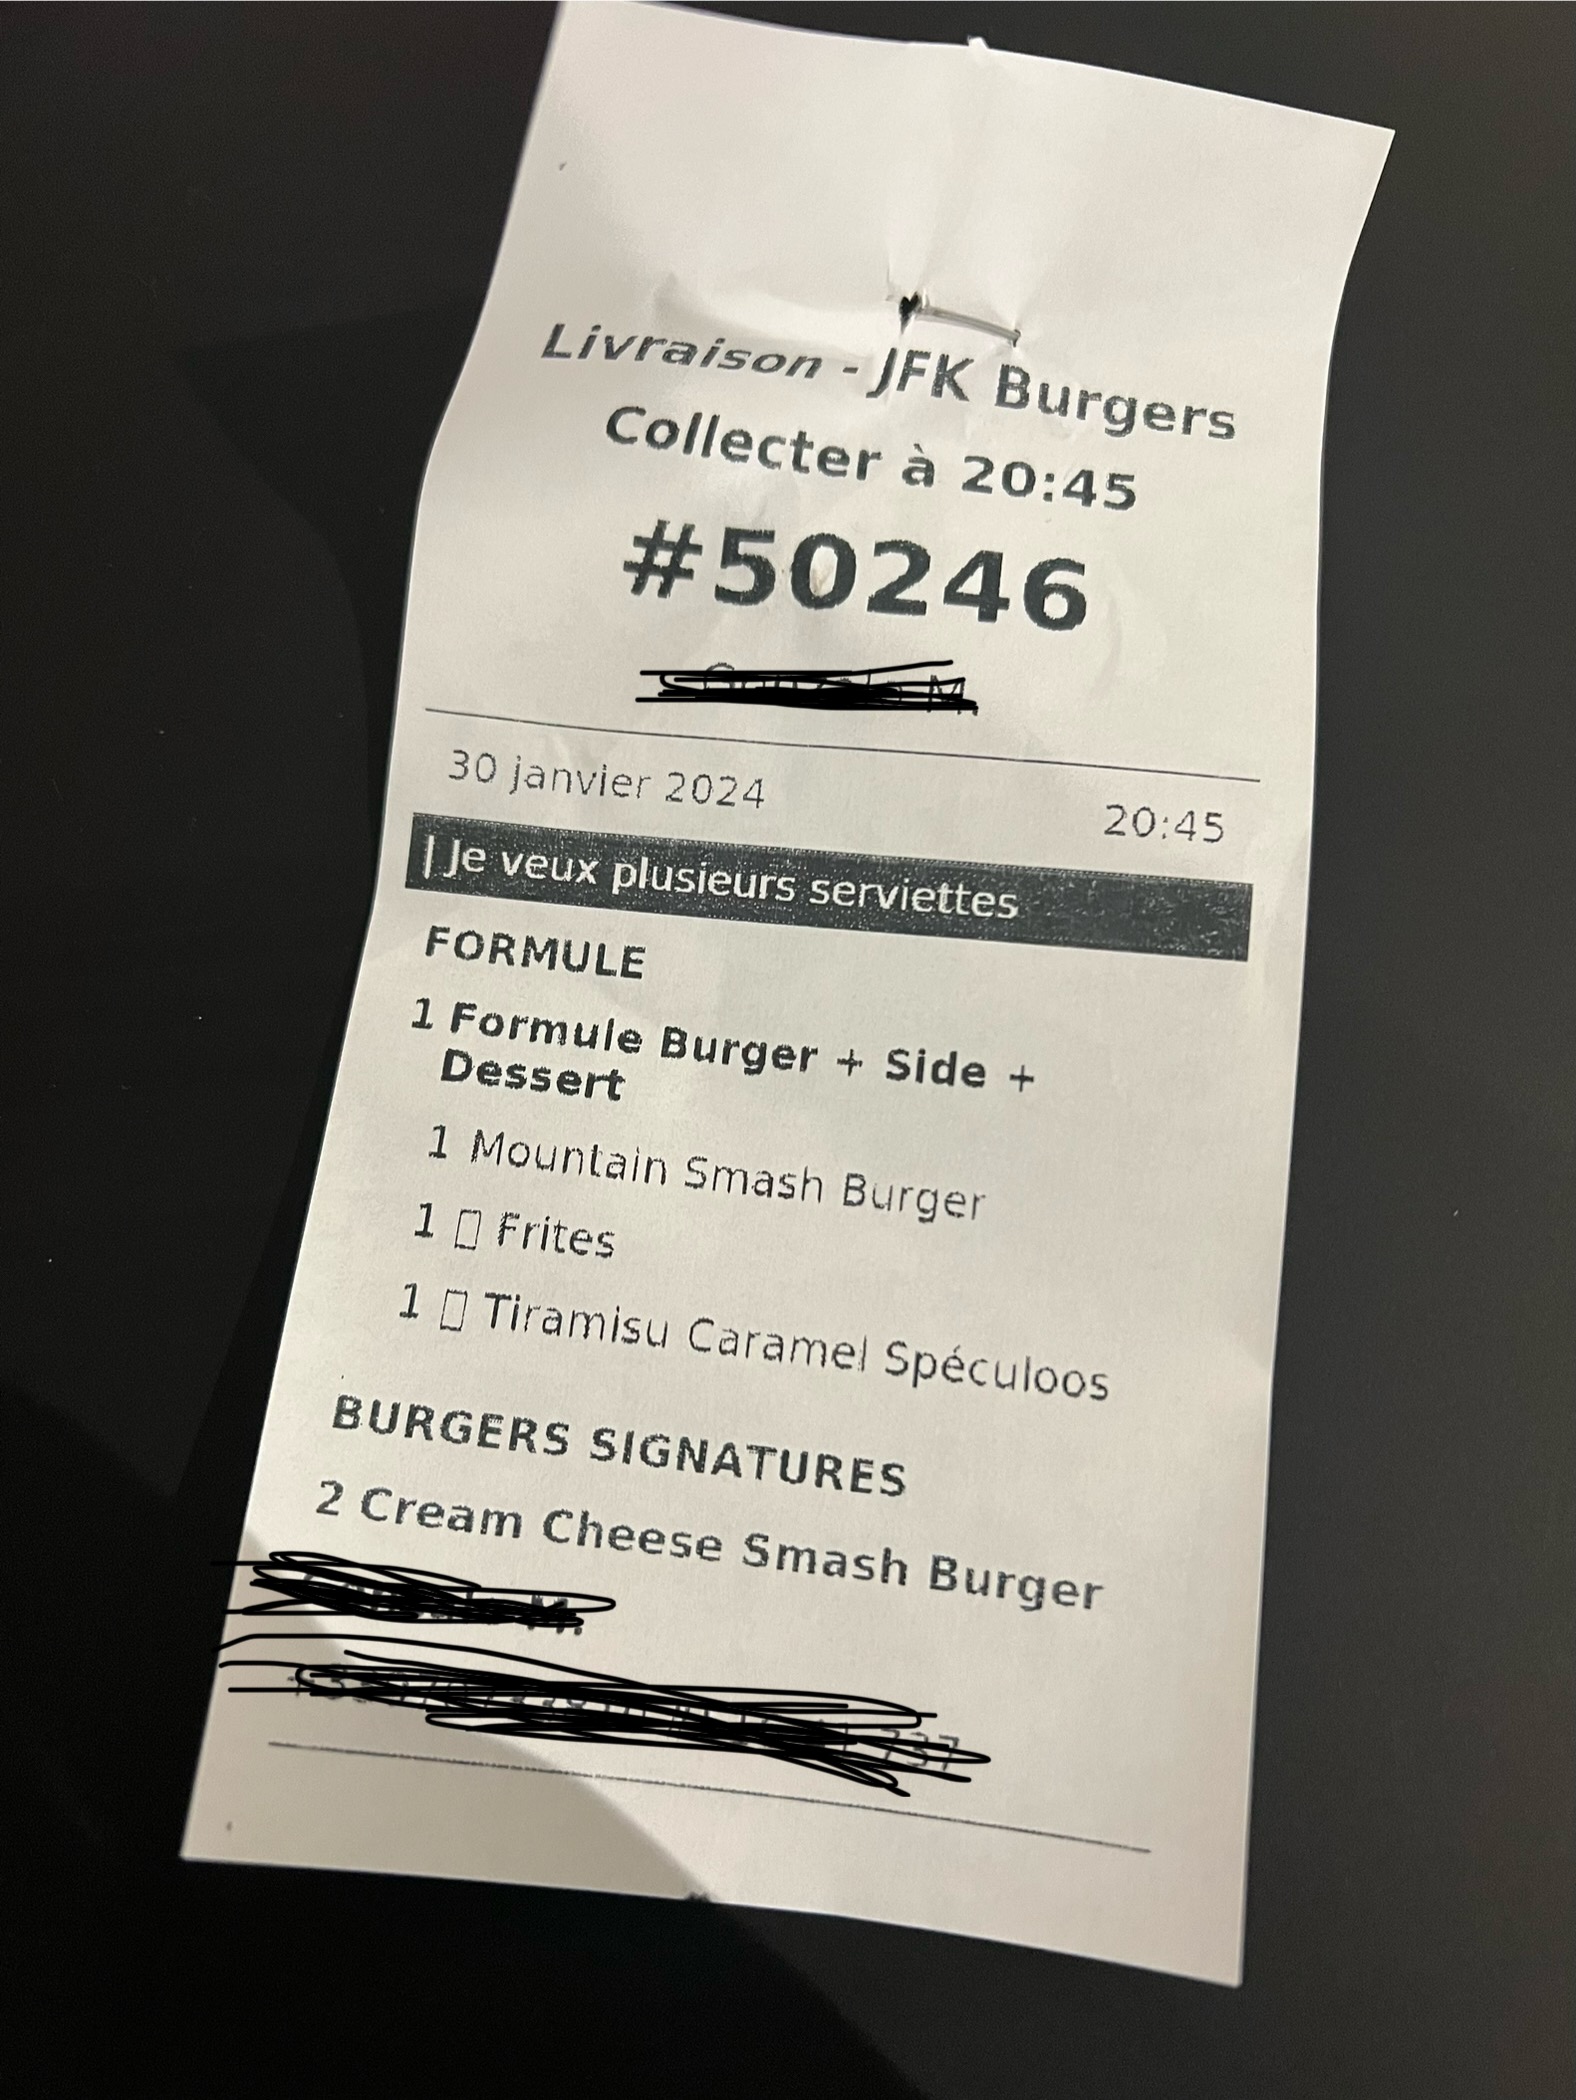 Livraison - JFK Burgers
Collecter à 20:45
#50246
30 janvier 2024 20:45
| Je veux plusieurs serviettes
FORMULE
1 Formule Burger + Side +
Dessert
1 Mountain Smash Burger
1 Frites
1 Tiramisu Caramel Spéculoos
BURGERS SIGNATURES
2 Cream Cheese Smash Burger